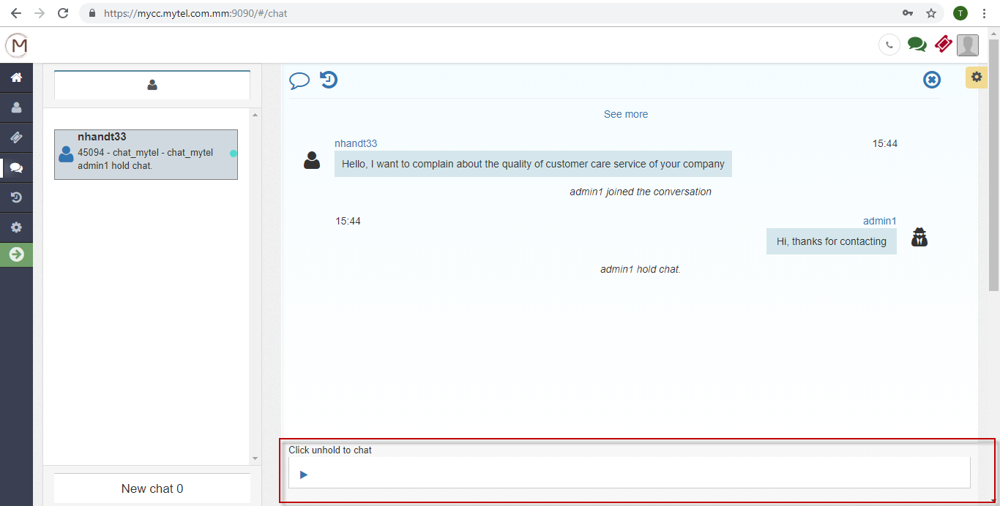 https://mycc.mytel.com.mm:9090/#/chat
T
M
See more
nhandt33
45094 - chat_mytel - chat_mytel
admin1 hold chat.
nhandt33
15:44
Hello, I want to complain about the quality of customer care service of your company
admin1 joined the conversation
15:44
admin1
Hi, thanks for contacting
admin1 hold chat.
Click unhold to chat
New chat 0